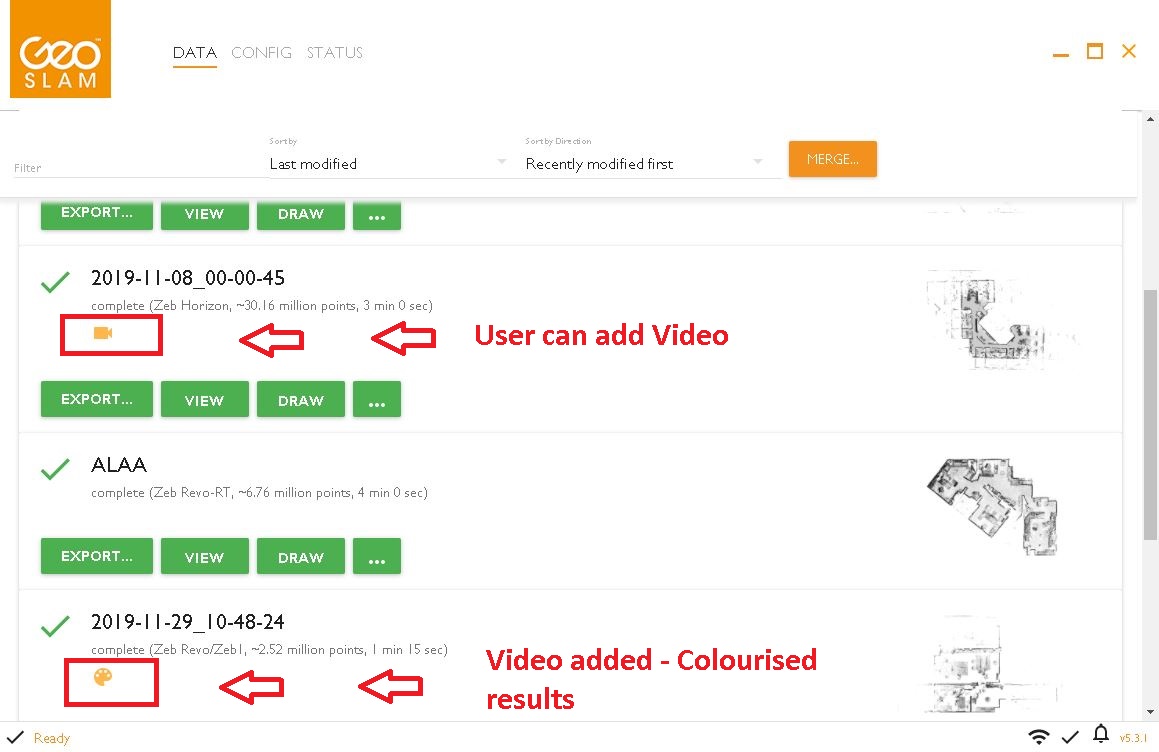 GEO
SLAM
DATA CONFIG STATUS
Filter
Sort by
Last modified
Sort by Direction
Recently modified first
MERGE...
EXPORT... VIEW DRAW ...
2019-11-08_00-00-45
complete (Zeb Horizon, ~30.16 million points, 3 min 0 sec)
User can add Video
EXPORT... VIEW DRAW ...
ALAA
complete (Zeb Revo-RT, ~6.76 million points, 4 min 0 sec)
EXPORT... VIEW DRAW ...
2019-11-29_10-48-24
complete (Zeb Revo/Zeb1, ~2.52 million points, 1 min 15 sec)
Video added - Colourised
results
Ready
v5.3.1